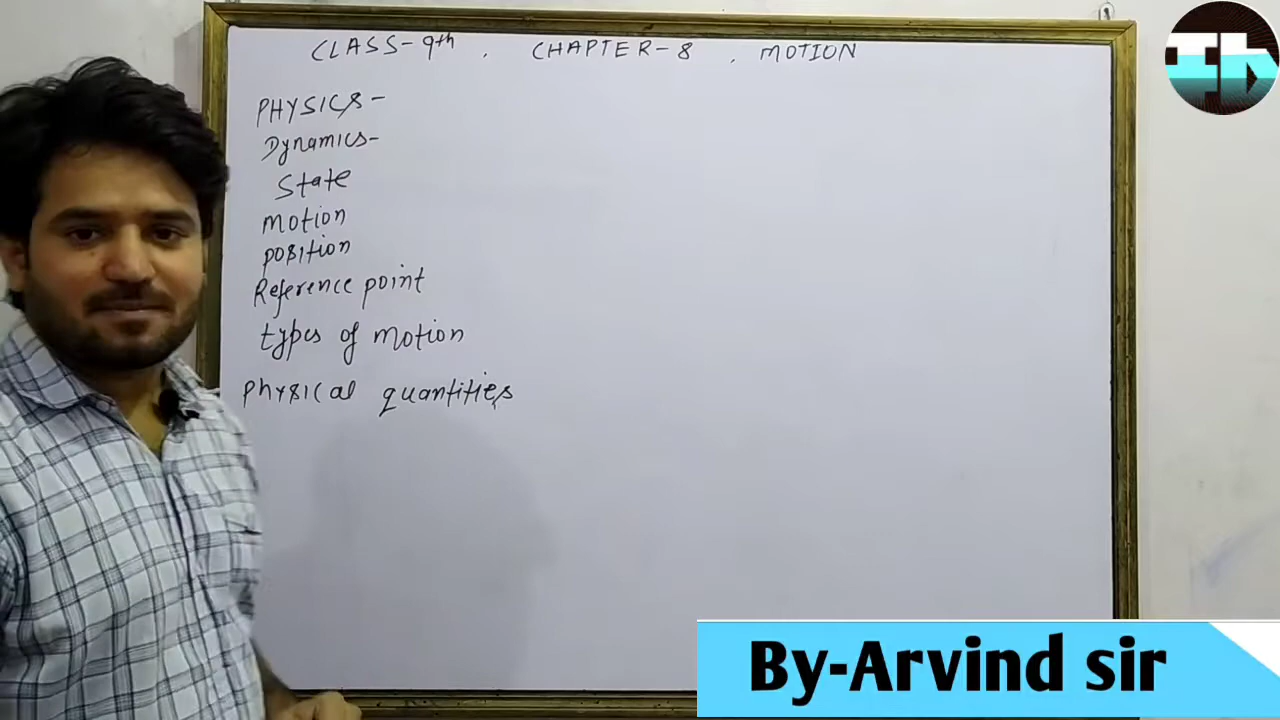 CLASS-9th , CHAPTER-8 , MOTION
PHYSICS-
Dynamics-
State
motion
position
Reference point
types of motion
physical quantities
By-Arvind sir